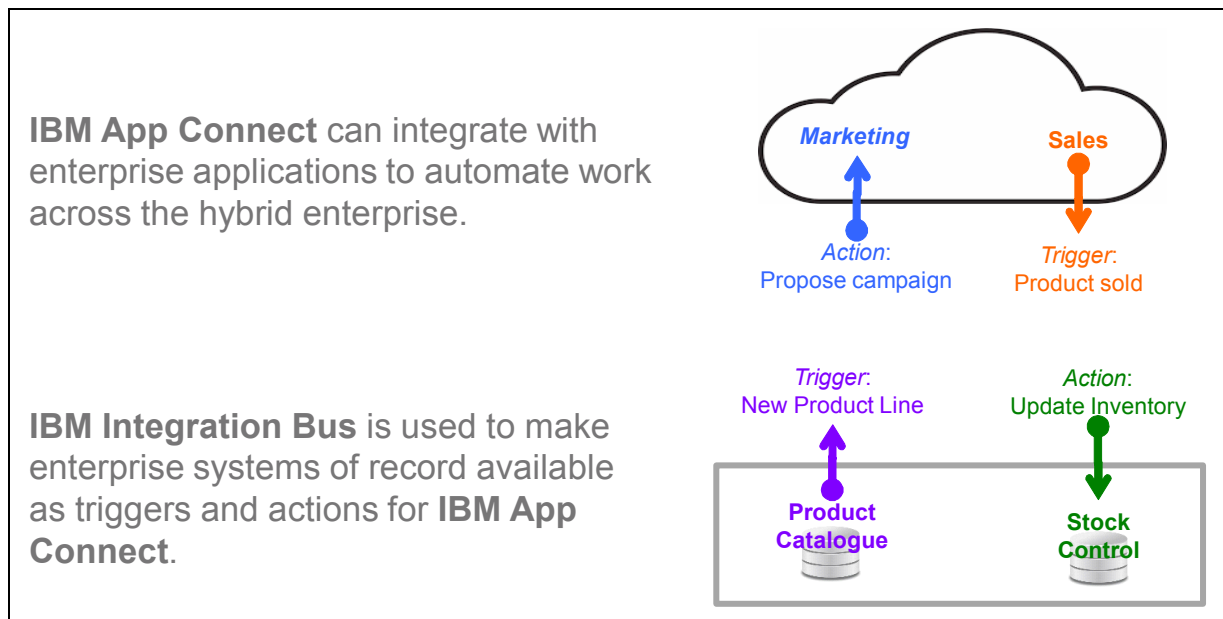 IBM App Connect can integrate with
enterprise applications to automate work
across the hybrid enterprise.
Marketing
Sales
Action:
Propose campaign
Trigger:
Product sold
IBM Integration Bus is used to make
enterprise systems of record available
as triggers and actions for IBM App
Connect.
Trigger:
New Product Line
Action:
Update Inventory
Product
Catalogue
Stock
Control